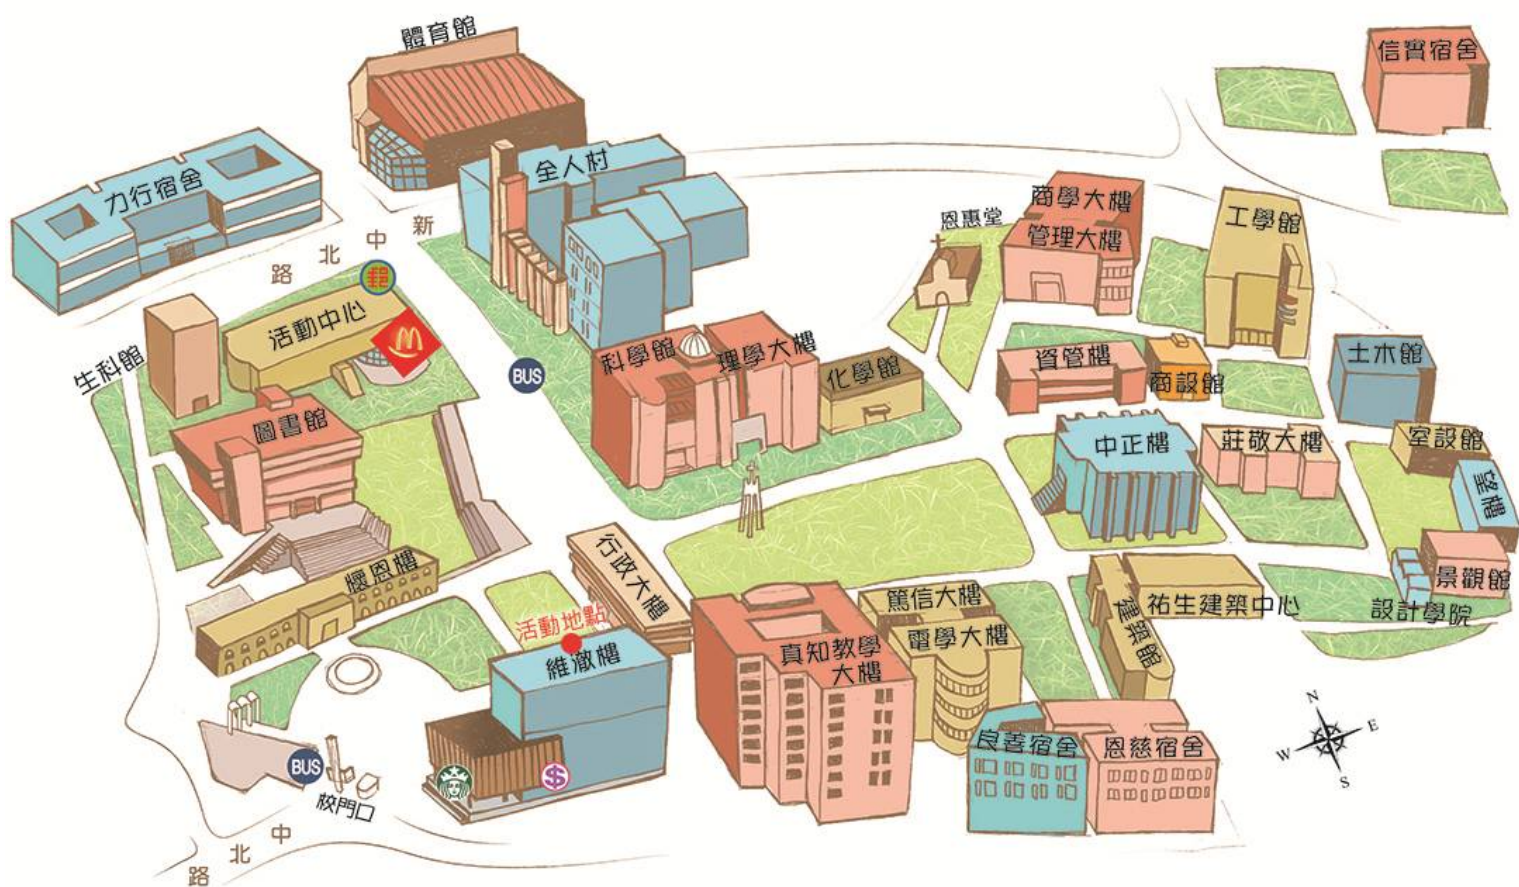 體育館
信實宿舍
力行宿舍
全人村
新
中
北
路
商學大樓
管理大樓
工學館
恩惠堂
郵
活動中心
生科館
BUS
科學館
理學大樓
化學館
資管樓
商設館
土木館
圖書館
中正樓
莊敬大樓
室設館
望樓
懷恩樓
行政大樓
景觀館
設計學院
活動地點
維澈樓
真知教學
大樓
篤信大樓
電學大樓
建築館
祐生建築中心
N
E
W
S
良善宿舍
恩慈宿舍
BUS
$
校門口
中
北
路